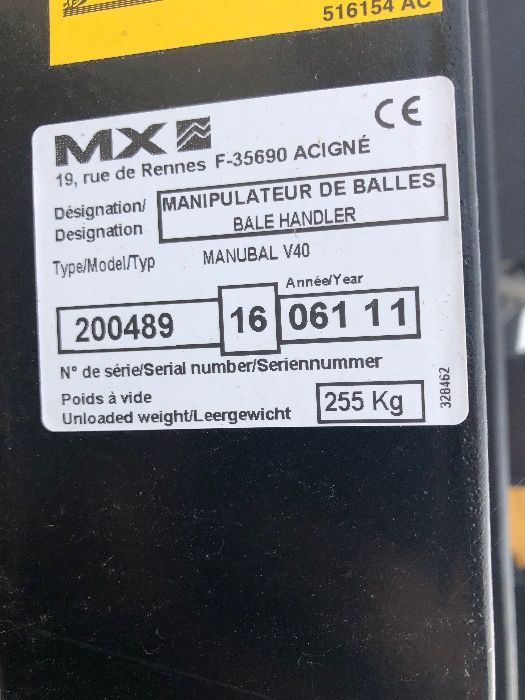 516154 AC
MX
CE
19, rue de Rennes F-35690 ACIGNÉ
Désignation/ MANIPULATEUR DE BALLES
Designation BALE HANDLER
Type/Model/Typ MANUBAL V40
Année/Year
200489 16 061 11
N° de série/Serial number/Seriennummer
Poids à vide
Unloaded weight/Leergewicht 255 Kg
328462